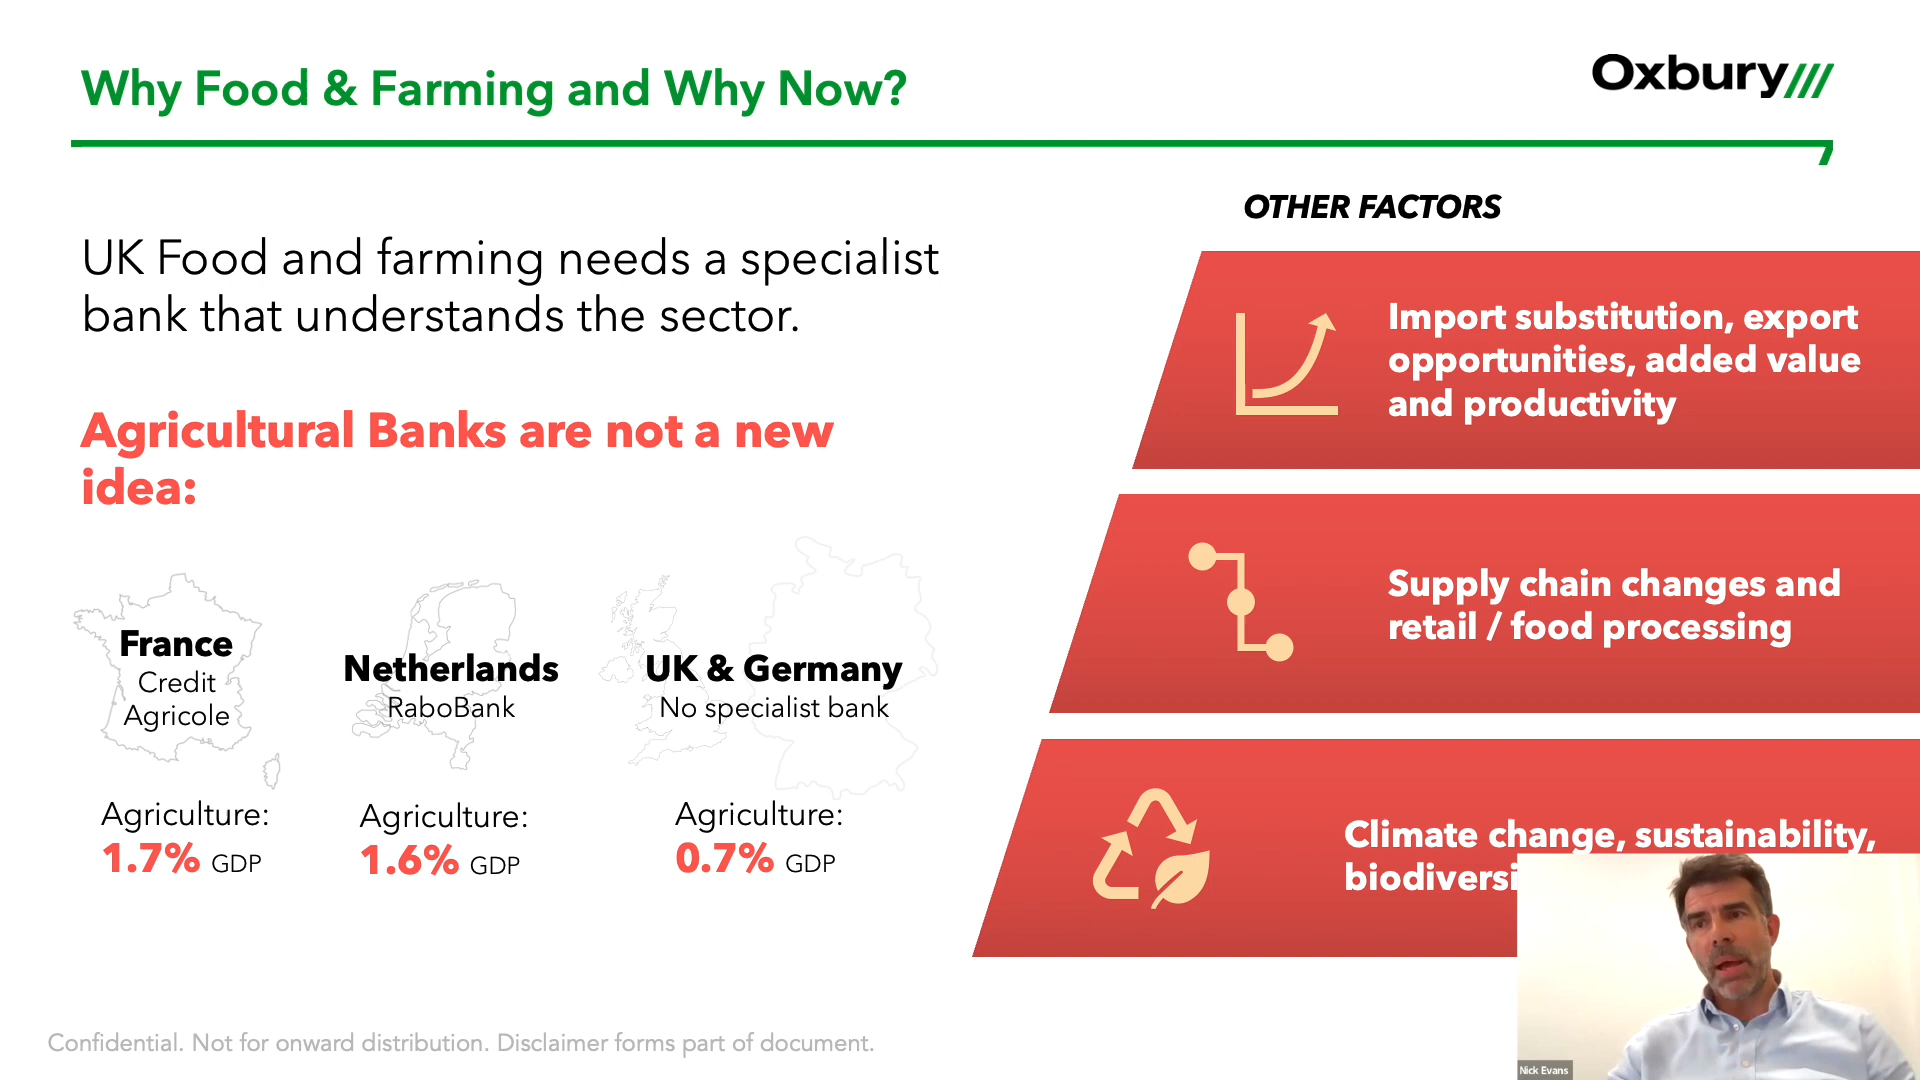 Why Food & Farming and Why Now?
Oxbury
UK Food and farming needs a specialist
bank that understands the sector.
Agricultural Banks are not a new
idea:
France
Credit
Agricole
Agriculture:
1.7% GDP
Netherlands
RaboBank
Agriculture:
1.6% GDP
UK & Germany
No specialist bank
Agriculture:
0.7% GDP
OTHER FACTORS
Import substitution, export
opportunities, added value
and productivity
Supply chain changes and
retail / food processing
Climate change, sustainability,
Confidential. Not for onward distribution. Disclaimer forms part of document.
Nick Evans